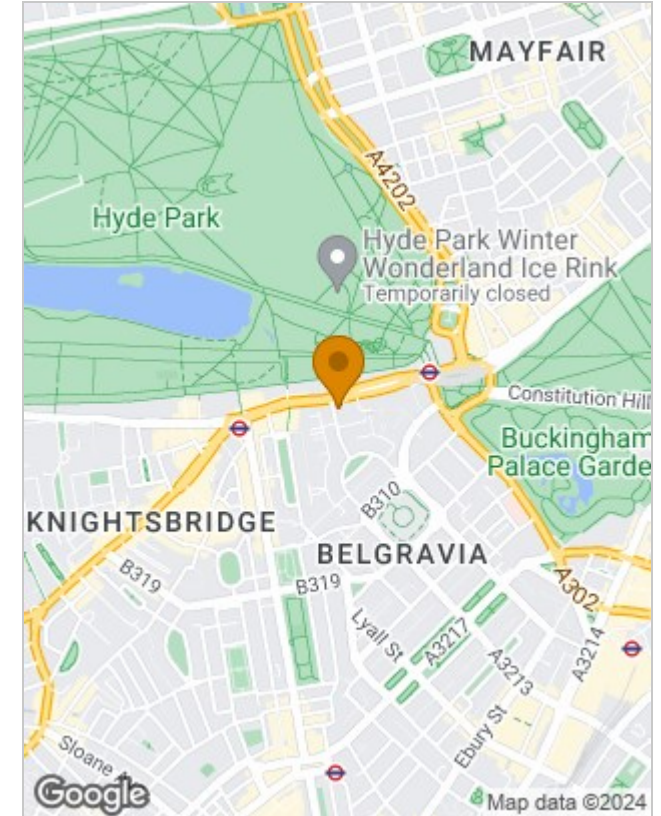 MAYFAIR
A4202
Hyde Park
Hyde Park Winter
Wonderland Ice Rink
Temporarily closed
Constitution Hill
Buckingham
Palace Garde
KNIGHTSBRIDGE
B310
BELGRAVIA
B319
B319
A302
Lyall St
A3217
A3214
A3213
Ebury St
Sloane
Google
Map data ©2024